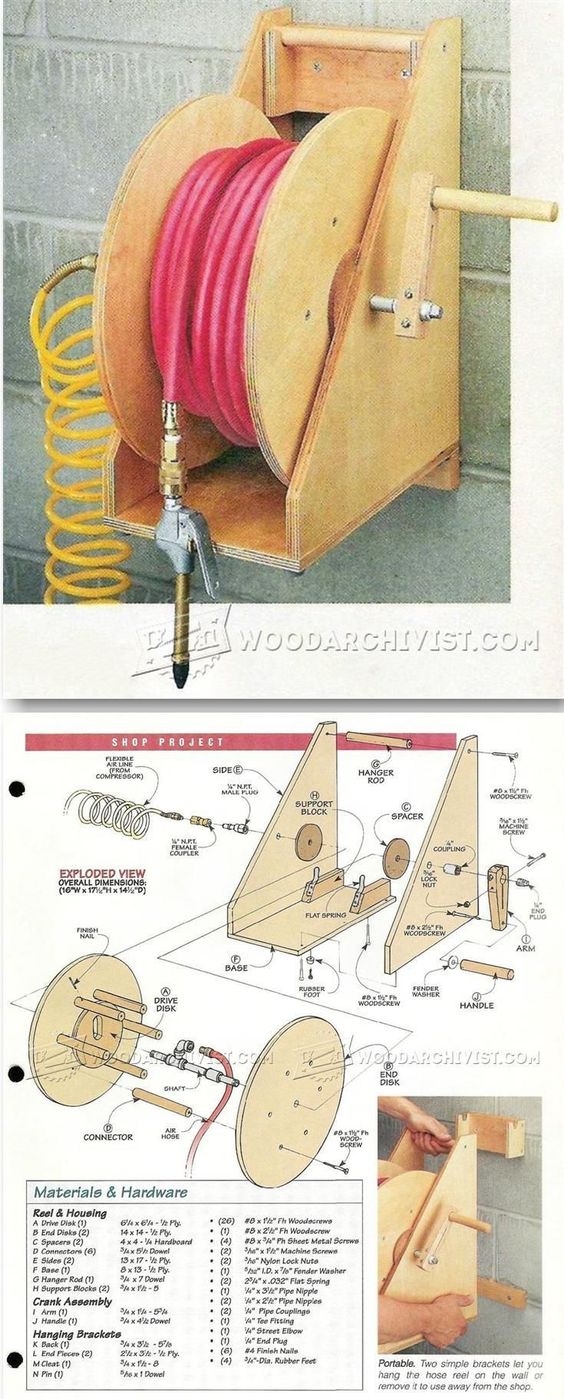 WOODARCHIVIST.COM
SHOP PROJECT
FLEXIBLE
AIR LINE
(FROM
COMPRESSOR)
¼" N.P.T.
MALE PLUG
¼" N.P.T.
FEMALE
COUPLER
SIDE Ⓔ
Ⓗ
SUPPORT
BLOCK
Ⓖ
HANGER
ROD
#8 x 1½" Fh
WOODSCREW
Ⓒ
SPACER
5/16" x 1½"
MACHINE
SCREW
¼"
COUPLING
5/16"
LOCK
NUT
¼"
END
PLUG
EXPLODED VIEW
OVERALL DIMENSIONS:
(16"W x 17½"H x 14½"D)
FLAT SPRING
#8 x 2½" Fh
WOODSCREW
Ⓘ
ARM
FINISH
NAIL
Ⓕ
BASE
RUBBER
FOOT
#8 x 1½" Fh
WOODSCREW
FENDER
WASHER
Ⓙ
HANDLE
Ⓐ
DRIVE
DISK
WOODARCHIVIST.COM
WOODARCHIVIST.COM
SHAFT
Ⓑ
END
DISK
Ⓓ
CONNECTOR
AIR
HOSE
#8 x 1½" Fh
WOOD-
SCREW
Materials & Hardware
Reel & Housing
A Drive Disk (1) 6¼ x 6¼ - ½ Ply.
B End Disks (2) 14 x 14 - ½ Ply.
C Spacers (2) 4 x 4 - ¼ Hardboard
D Connectors (6) ¾ x 5½ Dowel
E Sides (2) 13 x 17 - ½ Ply.
F Base (1) 8 x 13 - ½ Ply.
G Hanger Rod (1) ¾ x 7 Dowel
H Support Blocks (2) ¾ x 1½ - 5
Crank Assembly
I Arm (1) ¾ x 1¼ - 5¾
J Handle (1) ¾ x 4½ Dowel
Hanging Brackets
K Back (1) ¾ x 3½ - 5⅞
L End Pieces (2) 2½ x 3½ - ½ Ply.
M Cleat (1) ¾ x 1½ - 8
N Pin (1) 5/16 x 1 Dowel
• (26) #8 x 1½" Fh Woodscrews
• (1) #8 x 2½" Fh Woodscrew
• (4) #8 x ¾" Ph Sheet Metal Screws
• (2) 5/16" x 1½" Machine Screws
• (2) 5/16" Nylon Lock Nuts
• (1) 5/32" I.D. x ⅞" Fender Washer
• (2) 2¾" x .032" Flat Spring
• (1) ¼" x 3½" Pipe Nipple
• (2) ¼" x 2½" Pipe Nipples
• (2) ¼" Pipe Couplings
• (1) ¼" Tee Fitting
• (1) ¼" Street Elbow
• (1) ¼" End Plug
• (6) #4 Finish Nails
• (4) ¾"-Dia. Rubber Feet
Portable. Two simple brackets let you
hang the hose reel on the wall or
remove it to use away from the shop.